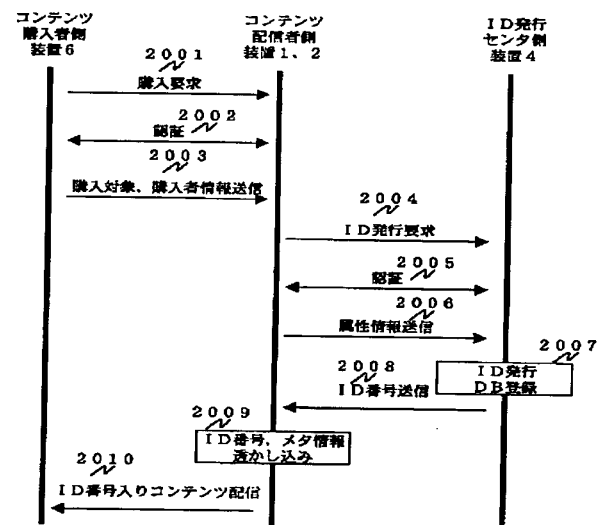 コンテンツ
購入者側
装置6
コンテンツ
配信者側
装置1、2
ID発行
センタ側
装置4
2001
購入要求
2002
認証
2003
購入対象、購入者情報送信
2004
ID発行要求
2005
認証
2006
属性情報送信
2007
ID発行
DB登録
2008
ID番号送信
2009
ID番号、メタ情報
透かし込み
2010
ID番号入りコンテンツ配信